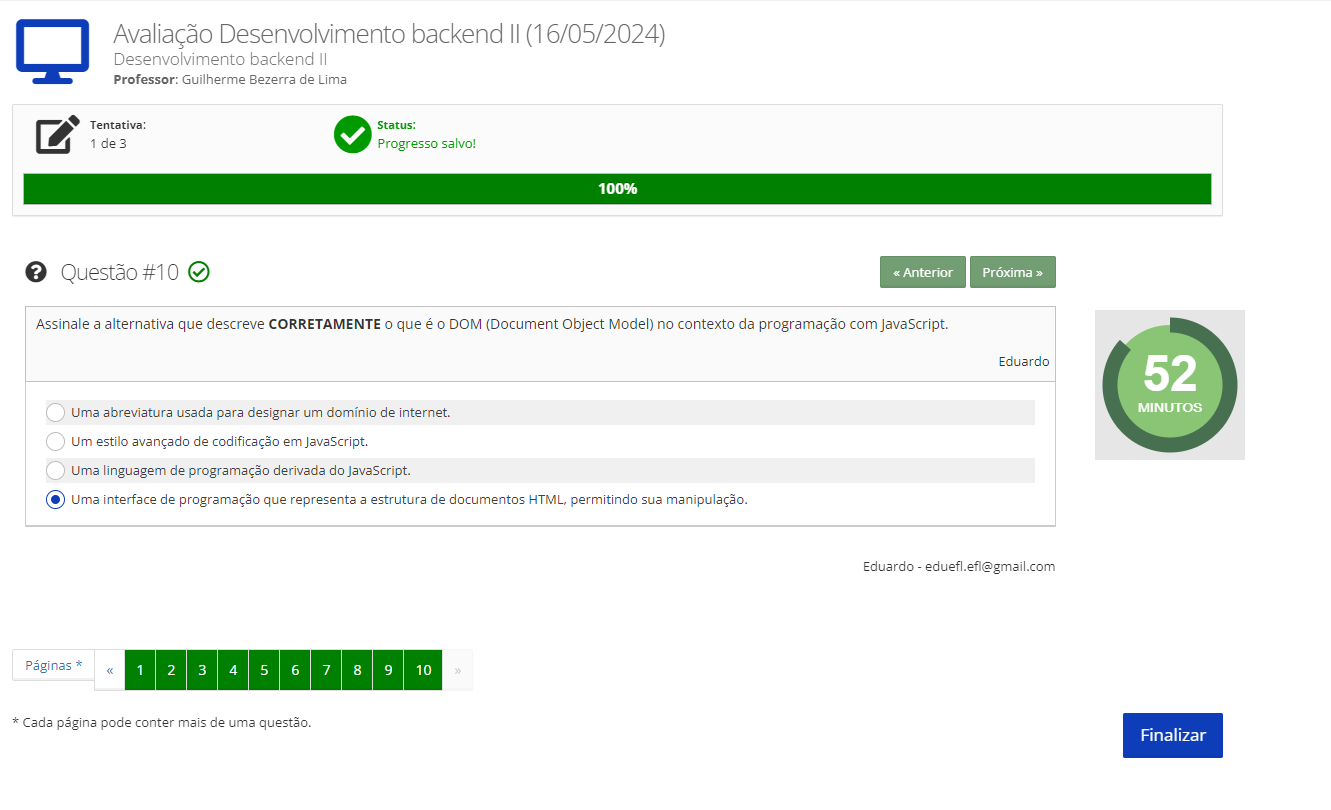 Avaliação Desenvolvimento backend II (16/05/2024)
Desenvolvimento backend II
Professor: Guilherme Bezerra de Lima
Tentativa:
1 de 3
Status:
Progresso salvo!
100%
Questão #10
« Anterior
Próxima »
Assinale a alternativa que descreve CORRETAMENTE o que é o DOM (Document Object Model) no contexto da programação com JavaScript.
Eduardo
52
MINUTOS
Uma abreviatura usada para designar um domínio de internet.
Um estilo avançado de codificação em JavaScript.
Uma linguagem de programação derivada do JavaScript.
Uma interface de programação que representa a estrutura de documentos HTML, permitindo sua manipulação.
Eduardo - eduefl.efl@gmail.com
Páginas * « 1 2 3 4 5 6 7 8 9 10 »
* Cada página pode conter mais de uma questão.
Finalizar